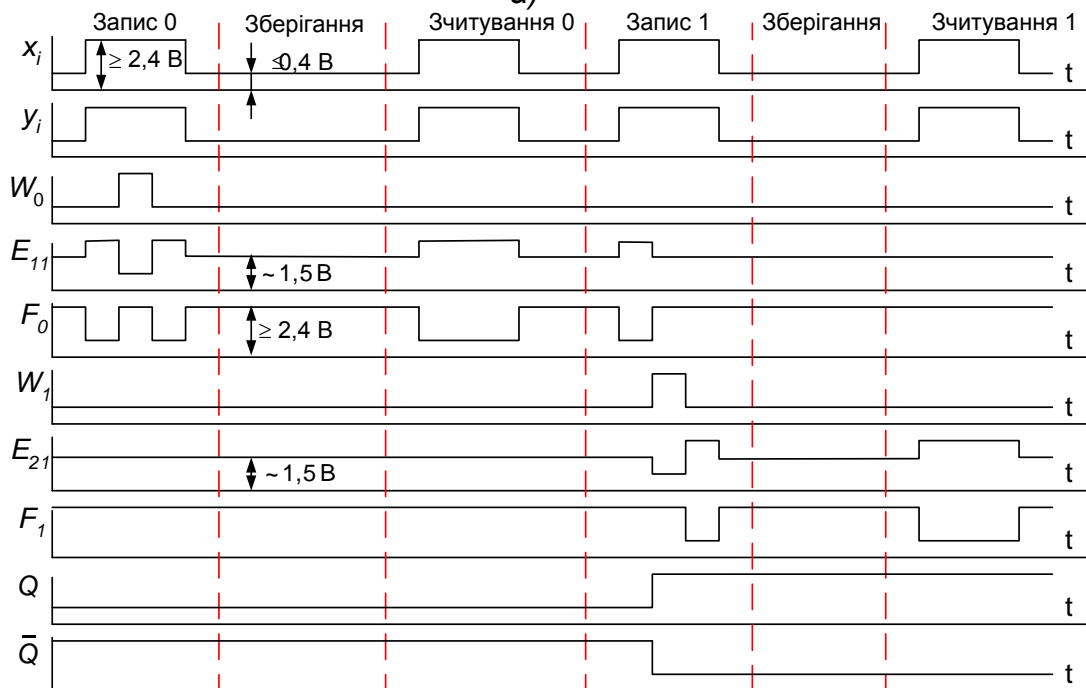 а)
Запис 0 Зберігання Зчитування 0 Запис 1 Зберігання Зчитування 1
xi ≥ 2,4 В ≤0,4 В t
yi t
W0 t
E11 ~ 1,5 В t
F0 ≥ 2,4 В t
W1 t
E21 ~ 1,5 В t
F1 t
Q t
Q̅ t